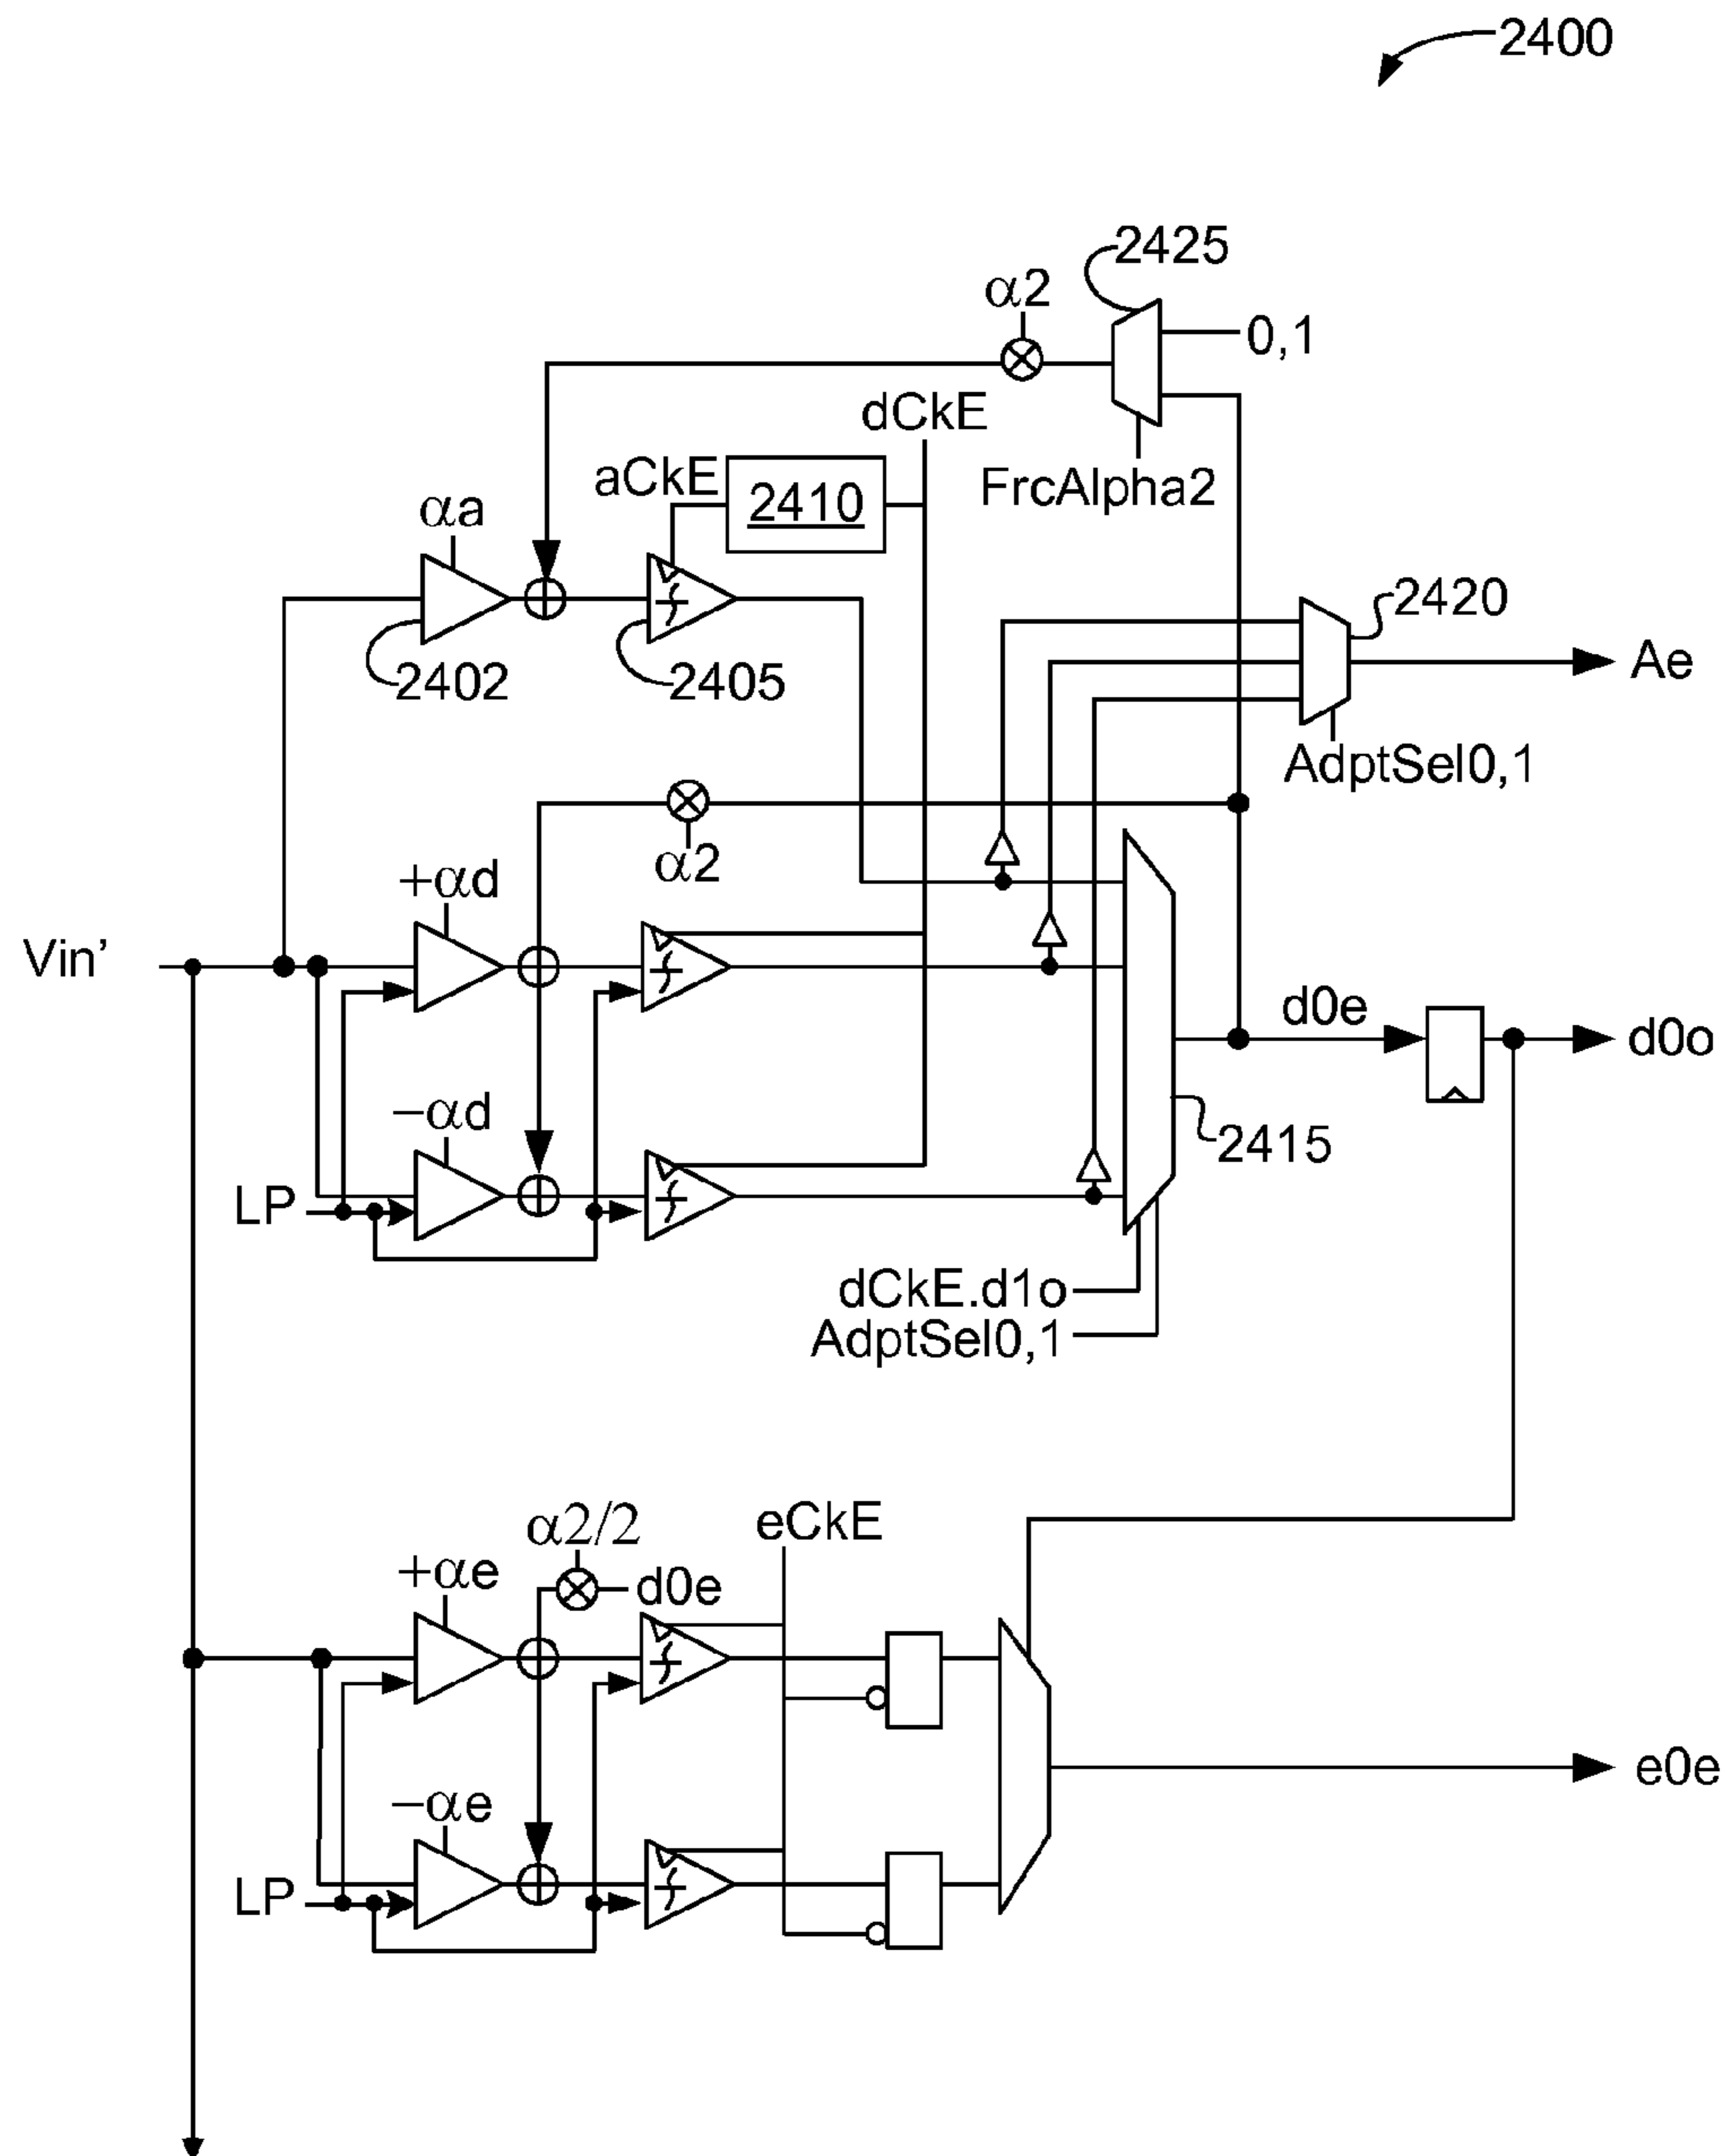 2400
2425
α2
0,1
dCkE
FrcAlpha2
aCkE
2410
αa
2402
2405
2420
Ae
AdptSel0,1
α2
+αd
Vin’
d0e
d0o
−αd
2415
LP
dCkE.d1o
AdptSel0,1
α2/2
eCkE
+αe
d0e
e0e
−αe
LP